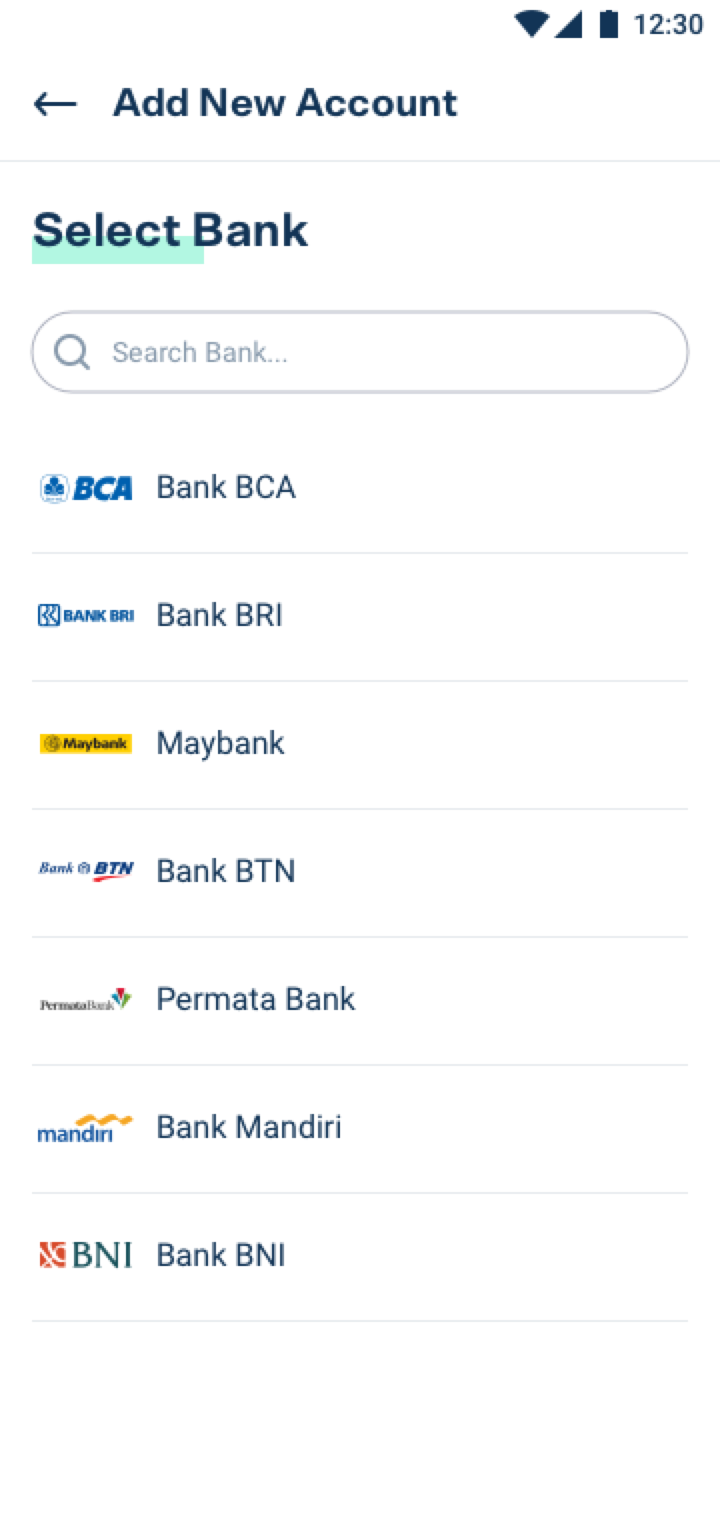 12:30
Add New Account
Select Bank
Search Bank...
BCA Bank BCA
BANK BRI Bank BRI
Maybank Maybank
Bank BTN Bank BTN
PermataBank Permata Bank
mandiri Bank Mandiri
BNI Bank BNI